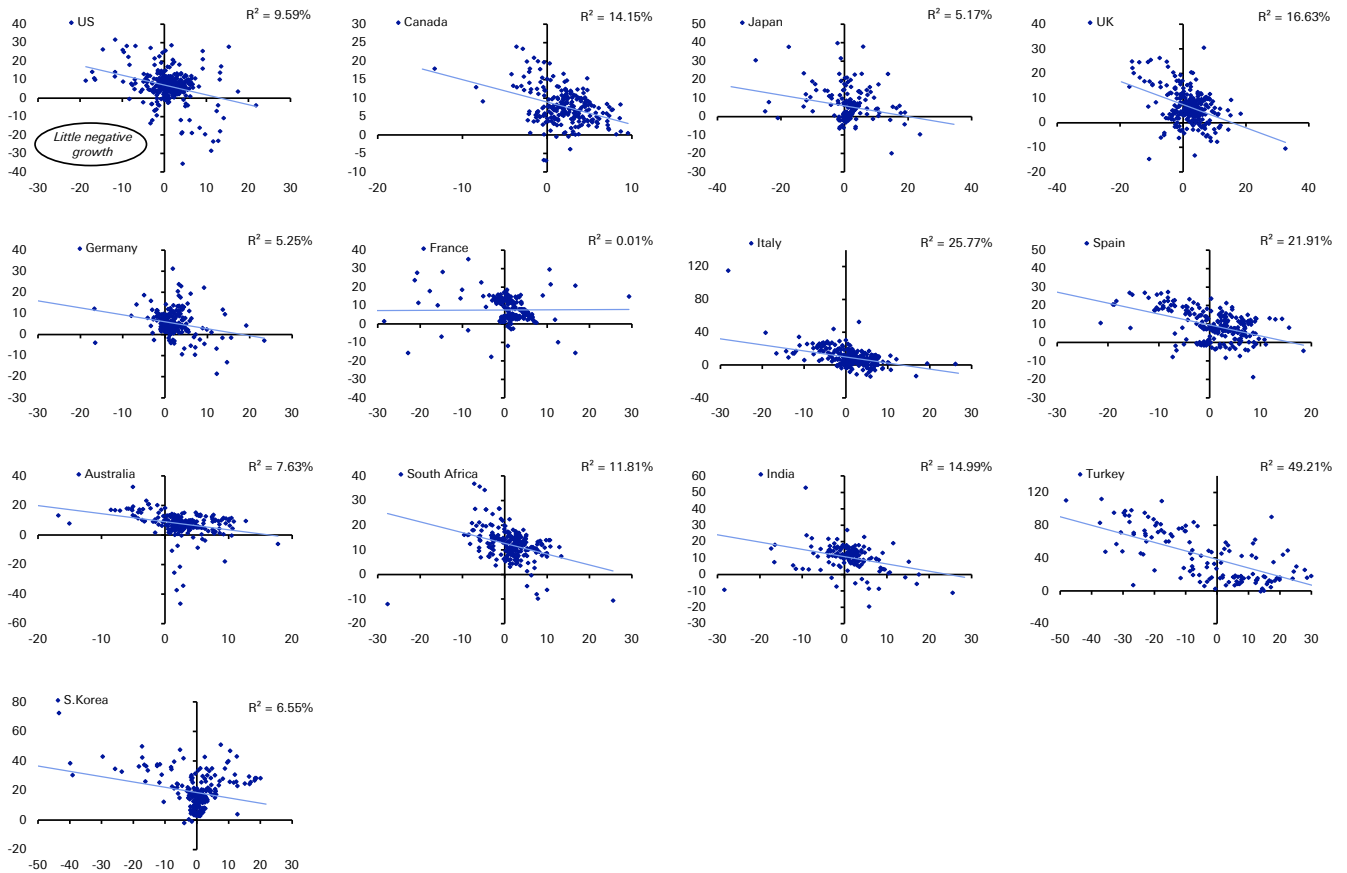 US
R² = 9.59%
40
30
20
10
0
-10
-20
-30
-40
Little negative
growth
-30 -20 -10 0 10 20 30
Canada
R² = 14.15%
30
25
20
15
10
5
0
-5
-10
-20 -10 0 10
Japan
R² = 5.17%
50
40
30
20
10
0
-10
-20
-30
-40 -20 0 20 40
UK
R² = 16.63%
40
30
20
10
0
-10
-20
-40 -20 0 20 40
Germany
R² = 5.25%
40
30
20
10
0
-10
-20
-30
-30 -20 -10 0 10 20 30
France
R² = 0.01%
40
30
20
10
0
-10
-20
-30
-40
-30 -20 -10 0 10 20 30
Italy
R² = 25.77%
120
80
40
0
-40
-30 -20 -10 0 10 20 30
Spain
R² = 21.91%
50
40
30
20
10
0
-10
-20
-30
-30 -20 -10 0 10 20
Australia
R² = 7.63%
40
20
0
-20
-40
-60
-20 -10 0 10 20
South Africa
R² = 11.81%
40
30
20
10
0
-10
-20
-30 -20 -10 0 10 20 30
India
R² = 14.99%
60
50
40
30
20
10
0
-10
-20
-30
-30 -20 -10 0 10 20 30
Turkey
R² = 49.21%
120
80
40
0
-40
-50 -40 -30 -20 -10 0 10 20 30
S.Korea
R² = 6.55%
80
60
40
20
0
-20
-50 -40 -30 -20 -10 0 10 20 30